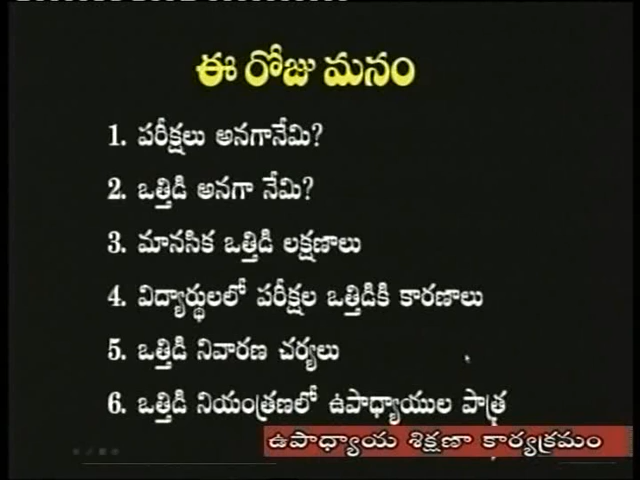 ఈ రోజు మనం
1. పరీక్షలు అనగానేమి?
2. ఒత్తిడి అనగా నేమి?
3. మానసిక ఒత్తిడి లక్షణాలు
4. విద్యార్థులలో పరీక్షల ఒత్తిడికి కారణాలు
5. ఒత్తిడి నివారణ చర్యలు
6. ఒత్తిడి నియంత్రణలో ఉపాధ్యాయుల పాత్ర
ఉపాధ్యాయ శిక్షణా కార్యక్రమం